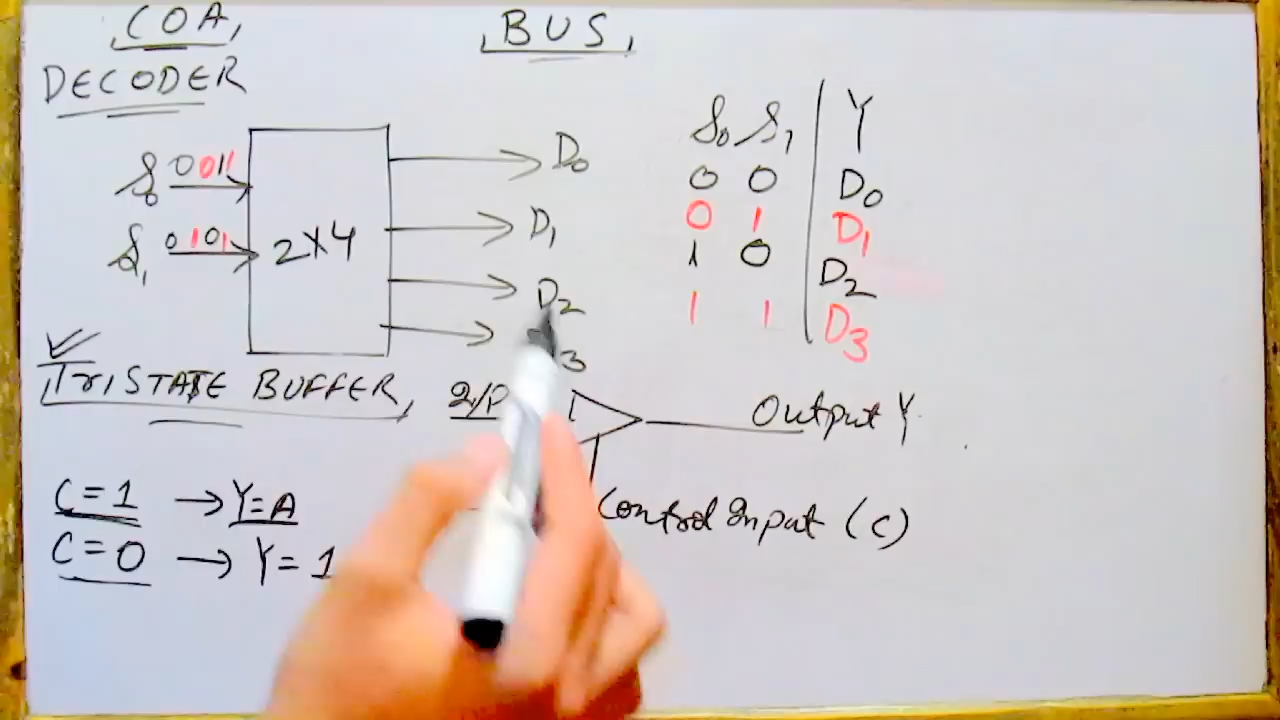 COA, BUS,
DECODER
S0 0011 D0
S1 0101 D1
2X4
D2
3
S0 S1 Y
0 0 D0
0 1 D1
1 0 D2
1 1 D3
TriSTATE BUFFER, I/P Output Y
Control Input (C)
C=1 → Y=A
C=0 → Y=1